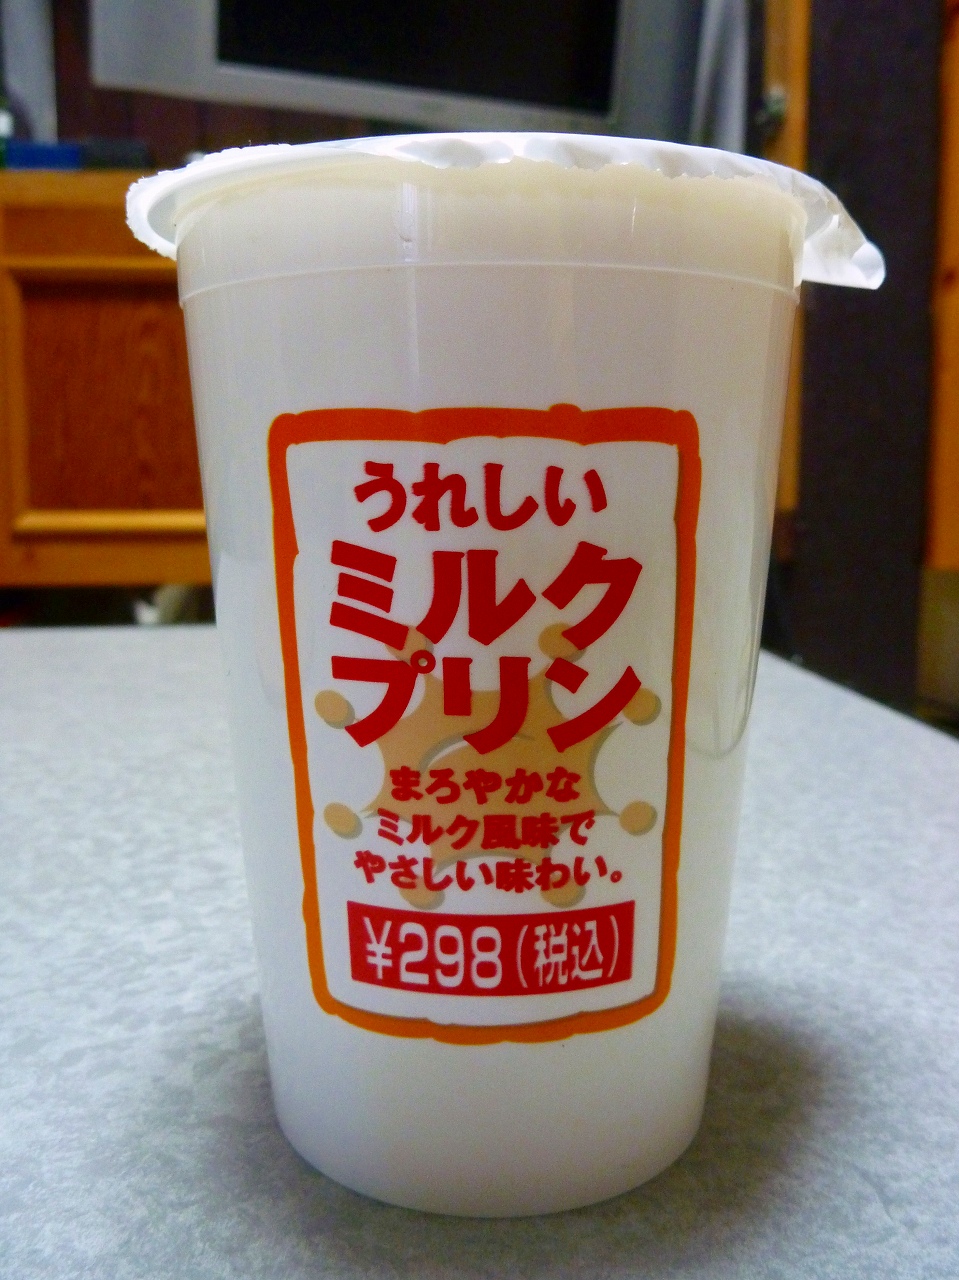 うれしい
ミルク
プリン
まろやかな
ミルク風味で
やさしい味わい。
¥298(税込)